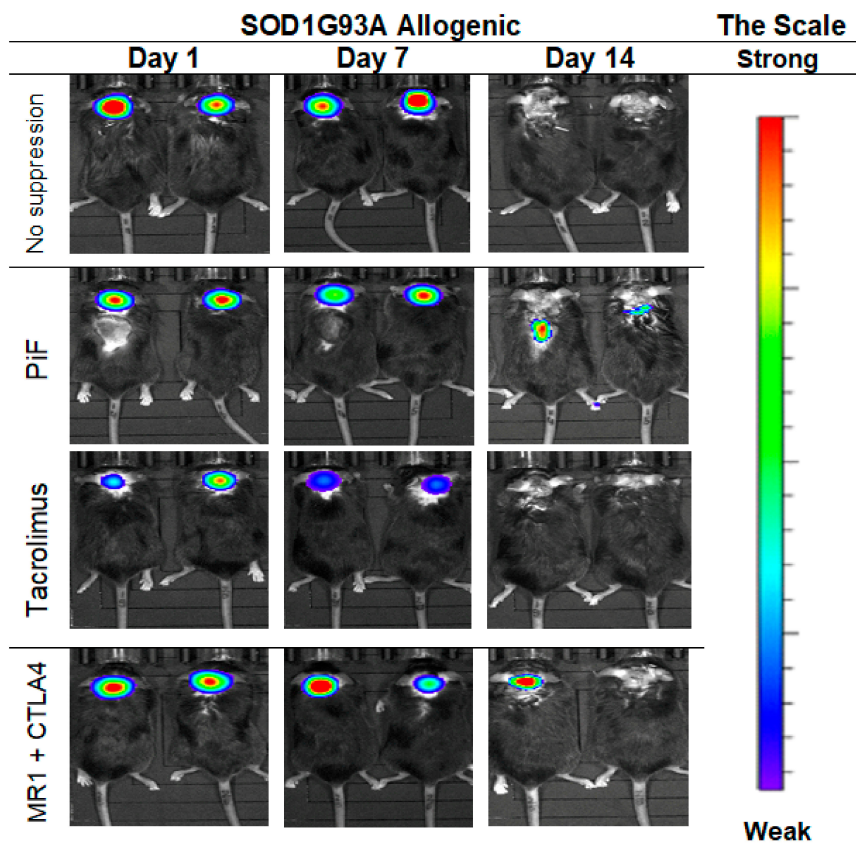 SOD1G93A Allogenic
The Scale
Day 1
Day 7
Day 14
Strong
No suppression
PiF
Tacrolimus
MR1 + CTLA4
Weak